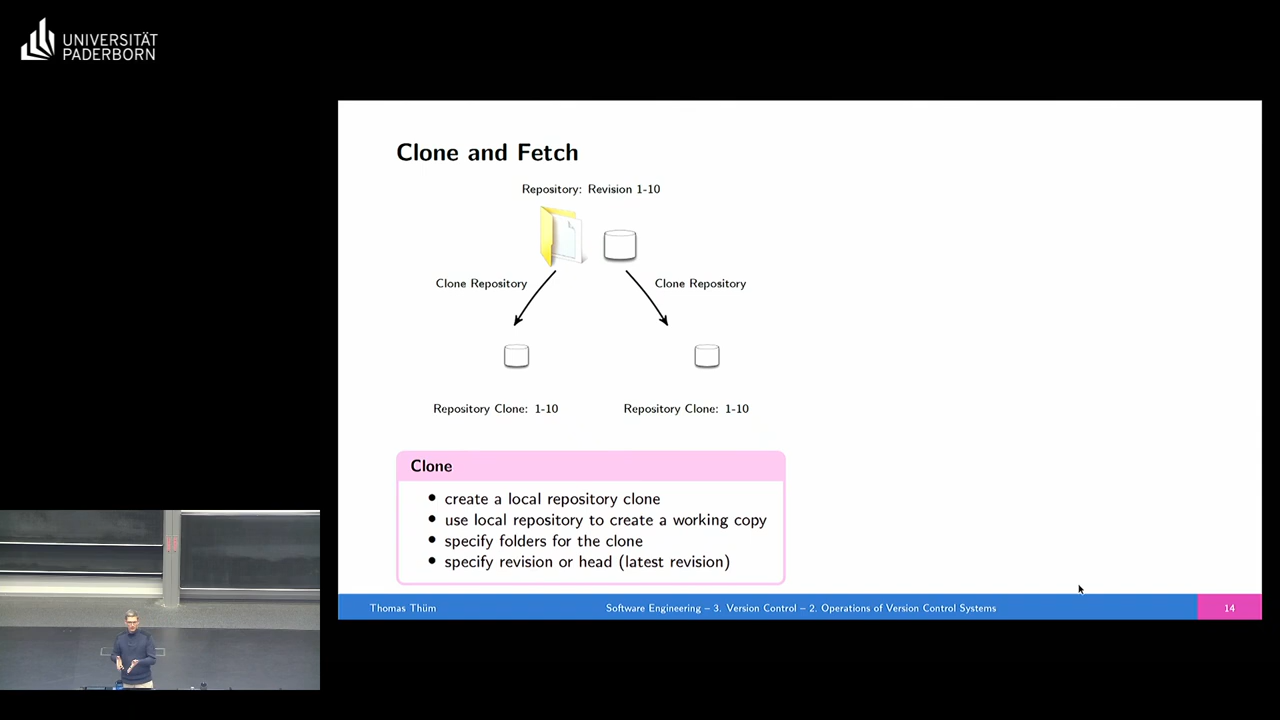 UNIVERSITÄT
PADERBORN
Clone and Fetch
Repository: Revision 1-10
Clone Repository
Clone Repository
Repository Clone: 1-10
Repository Clone: 1-10
Clone
• create a local repository clone
• use local repository to create a working copy
• specify folders for the clone
• specify revision or head (latest revision)
Thomas Thüm
Software Engineering – 3. Version Control – 2. Operations of Version Control Systems
14